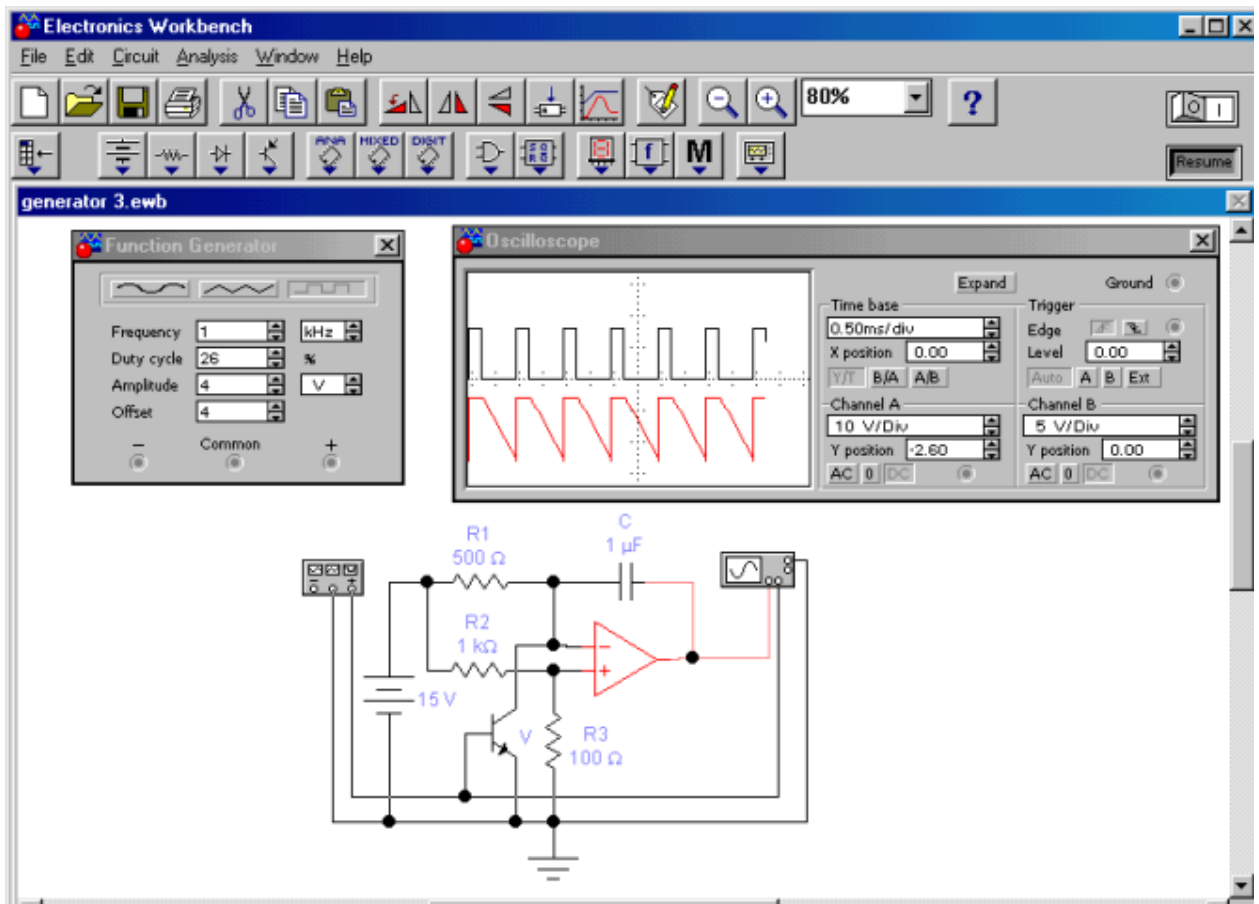 Electronics Workbench
File Edit Circuit Analysis Window Help
80%
?
ANA MIXED DIGIT
f M
Resume
generator 3.ewb
Function Generator
Frequency 1 kHz
Duty cycle 26 %
Amplitude 4 V
Offset 4
− Common +
Oscilloscope
Expand Ground
Time base
0.50ms/div
X position 0.00
Y/T B/A A/B
Trigger
Edge
Level 0.00
Auto A B Ext
Channel A
10 V/Div
Y position -2.60
AC 0 DC
Channel B
5 V/Div
Y position 0.00
AC 0 DC
R1
500 Ω
C
1 µF
R2
1 kΩ
15 V
V
R3
100 Ω